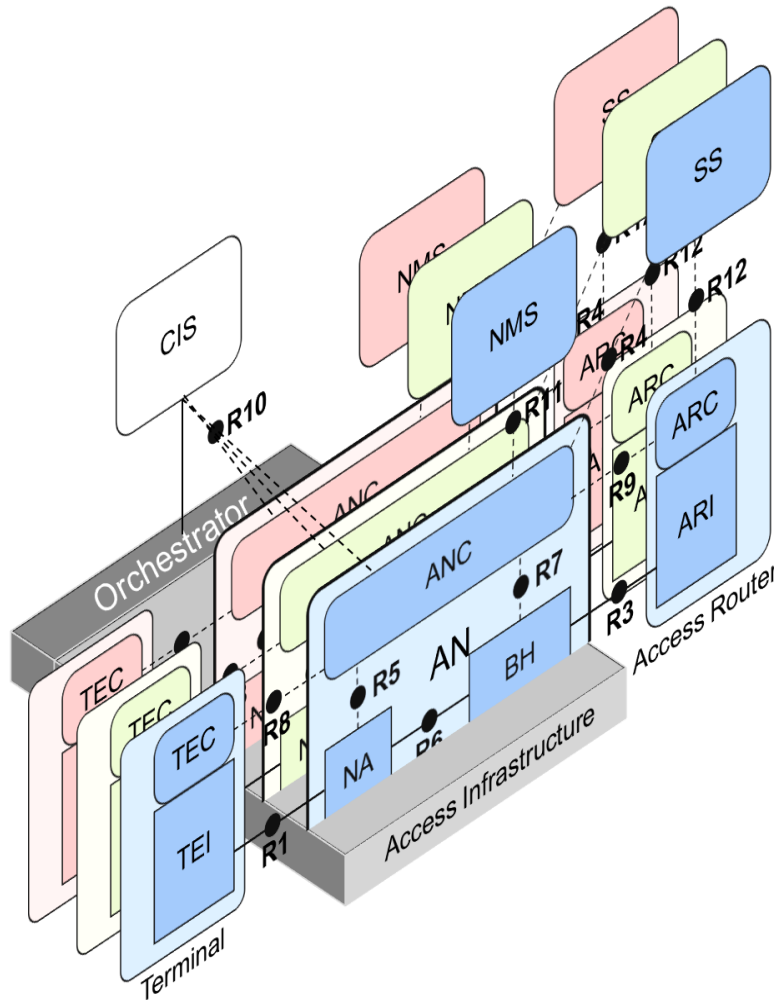 SS
SS
R12
R12
NMS
NMS
R12
R4
CIS
NMS
ARC
R4
ARC
R10
R11
ARC
R9
ANC
ARI
Orchestrator
ANC
ANC
R7
R3
Access Router
AN
BH
TEC
R5
TEC
R8
R6
TEC
NA
Access Infrastructure
R1
TEI
Terminal